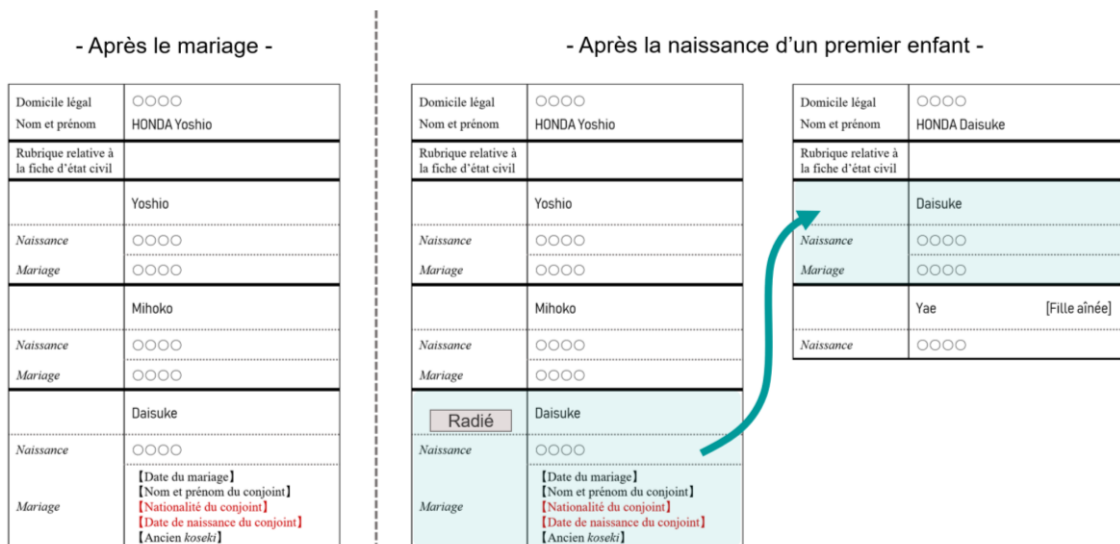 - Après le mariage -
Domicile légal ○○○○
Nom et prénom HONDA Yoshio
Rubrique relative à
la fiche d'état civil
Yoshio
Naissance ○○○○
Mariage ○○○○
Mihoko
Naissance ○○○○
Mariage ○○○○
Daisuke
Naissance ○○○○
Mariage
【Date du mariage】
【Nom et prénom du conjoint】
【Nationalité du conjoint】
【Date de naissance du conjoint】
【Ancien koseki】
- Après la naissance d'un premier enfant -
Domicile légal ○○○○
Nom et prénom HONDA Yoshio
Rubrique relative à
la fiche d'état civil
Yoshio
Naissance ○○○○
Mariage ○○○○
Mihoko
Naissance ○○○○
Mariage ○○○○
Radié Daisuke
Naissance ○○○○
Mariage
【Date du mariage】
【Nom et prénom du conjoint】
【Nationalité du conjoint】
【Date de naissance du conjoint】
【Ancien koseki】
Domicile légal ○○○○
Nom et prénom HONDA Daisuke
Rubrique relative à
la fiche d'état civil
Daisuke
Naissance ○○○○
Mariage ○○○○
Yae [Fille aînée]
Naissance ○○○○